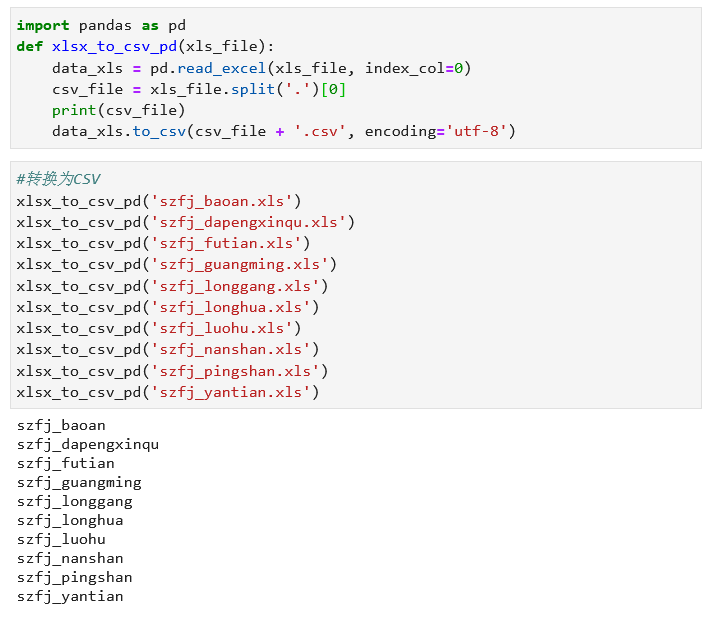 import pandas as pd
def xlsx_to_csv_pd(xls_file):
    data_xls = pd.read_excel(xls_file, index_col=0)
    csv_file = xls_file.split('.')[0]
    print(csv_file)
    data_xls.to_csv(csv_file + '.csv', encoding='utf-8')
#转换为CSV
xlsx_to_csv_pd('szfj_baoan.xls')
xlsx_to_csv_pd('szfj_dapengxinqu.xls')
xlsx_to_csv_pd('szfj_futian.xls')
xlsx_to_csv_pd('szfj_guangming.xls')
xlsx_to_csv_pd('szfj_longgang.xls')
xlsx_to_csv_pd('szfj_longhua.xls')
xlsx_to_csv_pd('szfj_luohu.xls')
xlsx_to_csv_pd('szfj_nanshan.xls')
xlsx_to_csv_pd('szfj_pingshan.xls')
xlsx_to_csv_pd('szfj_yantian.xls')
szfj_baoan
szfj_dapengxinqu
szfj_futian
szfj_guangming
szfj_longgang
szfj_longhua
szfj_luohu
szfj_nanshan
szfj_pingshan
szfj_yantian